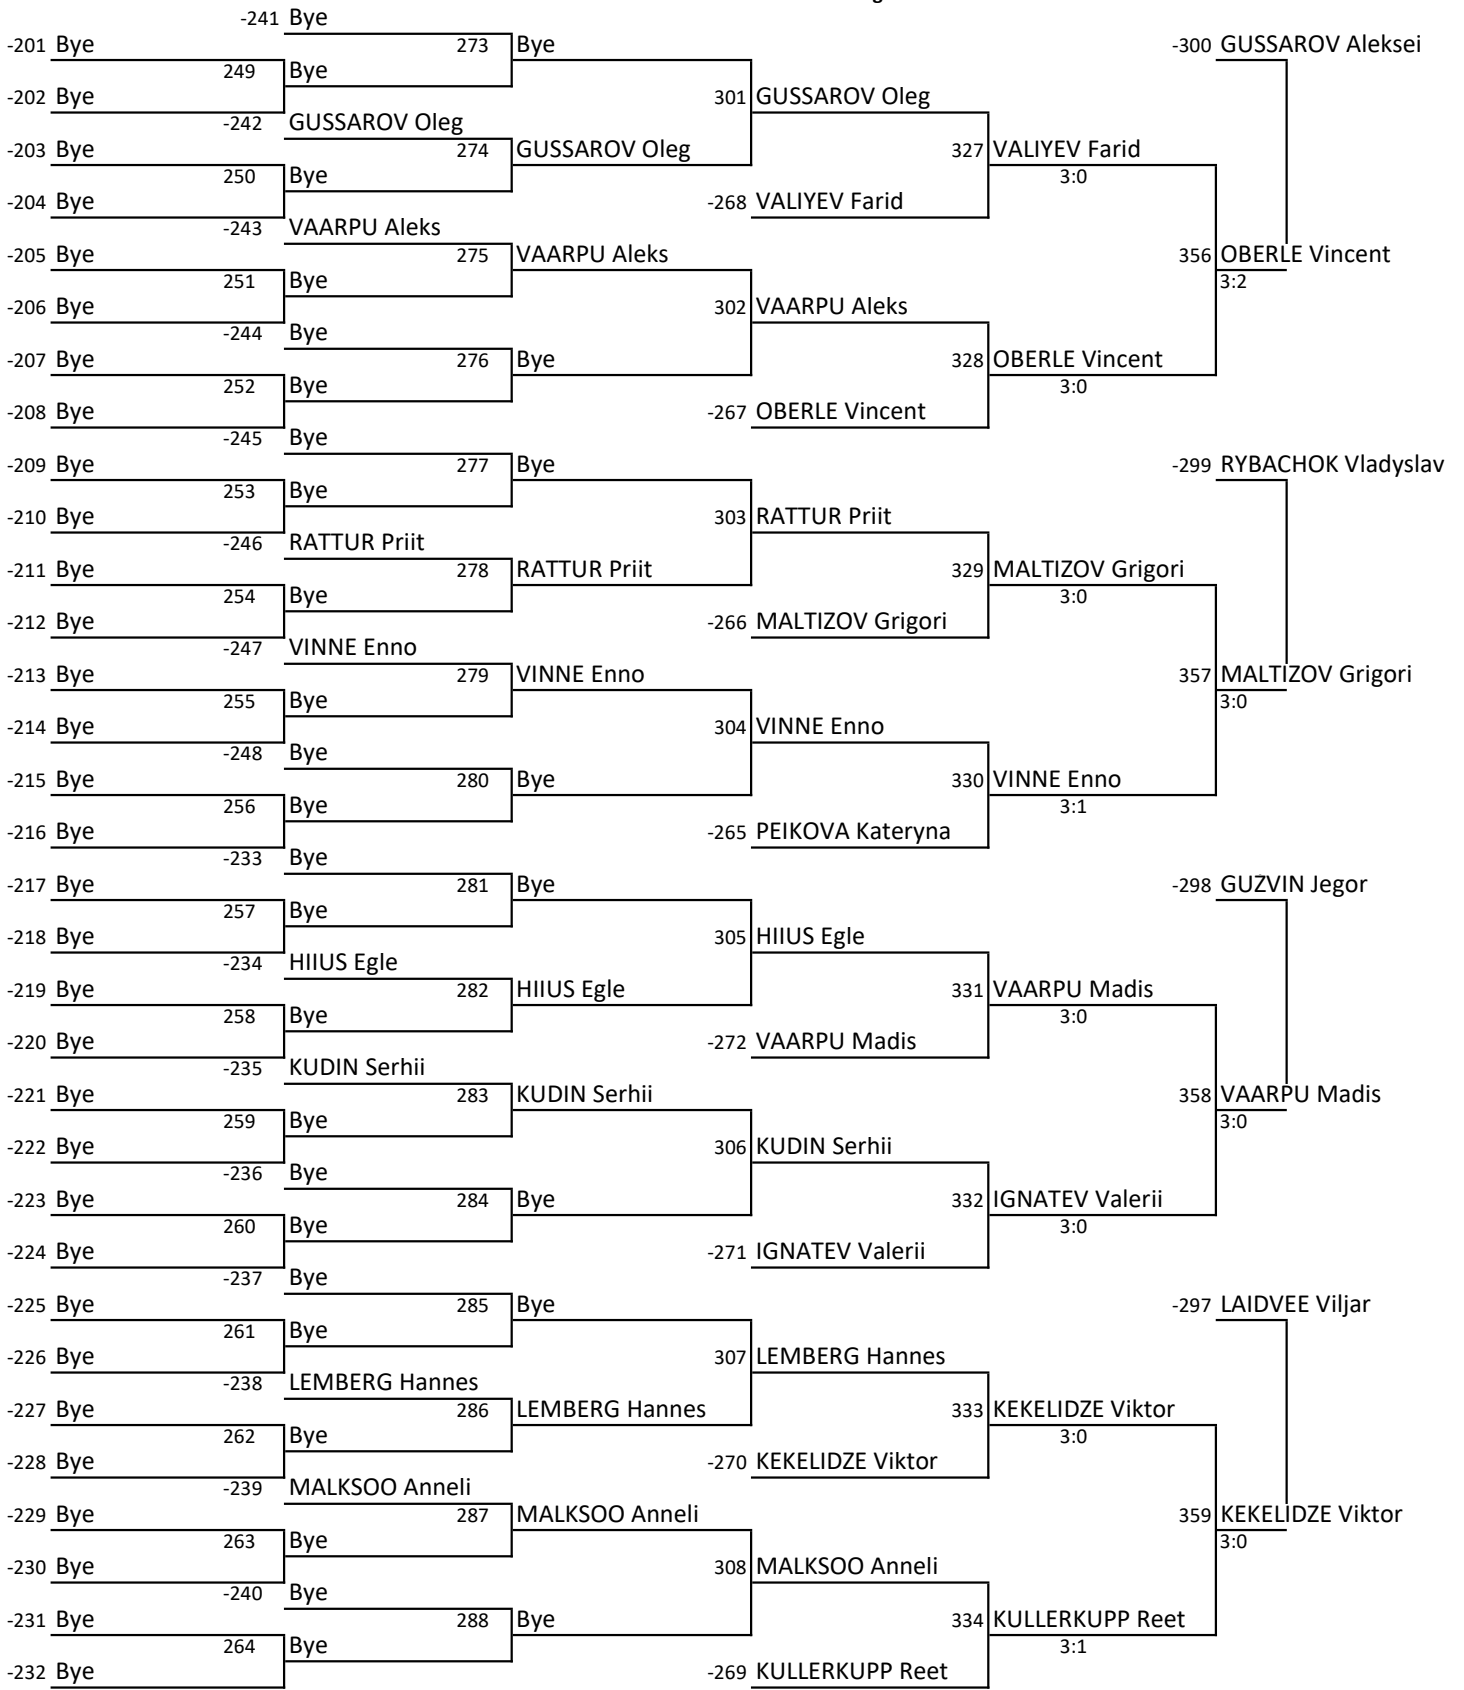 -241 Bye
-201 Bye 273 Bye -300 GUSSAROV Aleksei
249 Bye
-202 Bye 301 GUSSAROV Oleg
-242 GUSSAROV Oleg
-203 Bye 274 GUSSAROV Oleg 327 VALIYEV Farid
250 Bye 3:0
-204 Bye -268 VALIYEV Farid
-243 VAARPU Aleks
-205 Bye 275 VAARPU Aleks 356 OBERLE Vincent
251 Bye 3:2
-206 Bye 302 VAARPU Aleks
-244 Bye
-207 Bye 276 Bye 328 OBERLE Vincent
252 Bye 3:0
-208 Bye -267 OBERLE Vincent
-245 Bye
-209 Bye 277 Bye -299 RYBACHOK Vladyslav
253 Bye
-210 Bye 303 RATTUR Priit
-246 RATTUR Priit
-211 Bye 278 RATTUR Priit 329 MALTIZOV Grigori
254 Bye 3:0
-212 Bye -266 MALTIZOV Grigori
-247 VINNE Enno
-213 Bye 279 VINNE Enno 357 MALTIZOV Grigori
255 Bye 3:0
-214 Bye 304 VINNE Enno
-248 Bye
-215 Bye 280 Bye 330 VINNE Enno
256 Bye 3:1
-216 Bye -265 PEIKOVA Kateryna
-233 Bye
-217 Bye 281 Bye -298 GUZVIN Jegor
257 Bye
-218 Bye 305 HIIUS Egle
-234 HIIUS Egle
-219 Bye 282 HIIUS Egle 331 VAARPU Madis
258 Bye 3:0
-220 Bye -272 VAARPU Madis
-235 KUDIN Serhii
-221 Bye 283 KUDIN Serhii 358 VAARPU Madis
259 Bye 3:0
-222 Bye 306 KUDIN Serhii
-236 Bye
-223 Bye 284 Bye 332 IGNATEV Valerii
260 Bye 3:0
-224 Bye -271 IGNATEV Valerii
-237 Bye
-225 Bye 285 Bye -297 LAIDVEE Viljar
261 Bye
-226 Bye 307 LEMBERG Hannes
-238 LEMBERG Hannes
-227 Bye 286 LEMBERG Hannes 333 KEKELIDZE Viktor
262 Bye 3:0
-228 Bye -270 KEKELIDZE Viktor
-239 MALKSOO Anneli
-229 Bye 287 MALKSOO Anneli 359 KEKELIDZE Viktor
263 Bye 3:0
-230 Bye 308 MALKSOO Anneli
-240 Bye
-231 Bye 288 Bye 334 KULLERKUPP Reet
264 Bye 3:1
-232 Bye -269 KULLERKUPP Reet